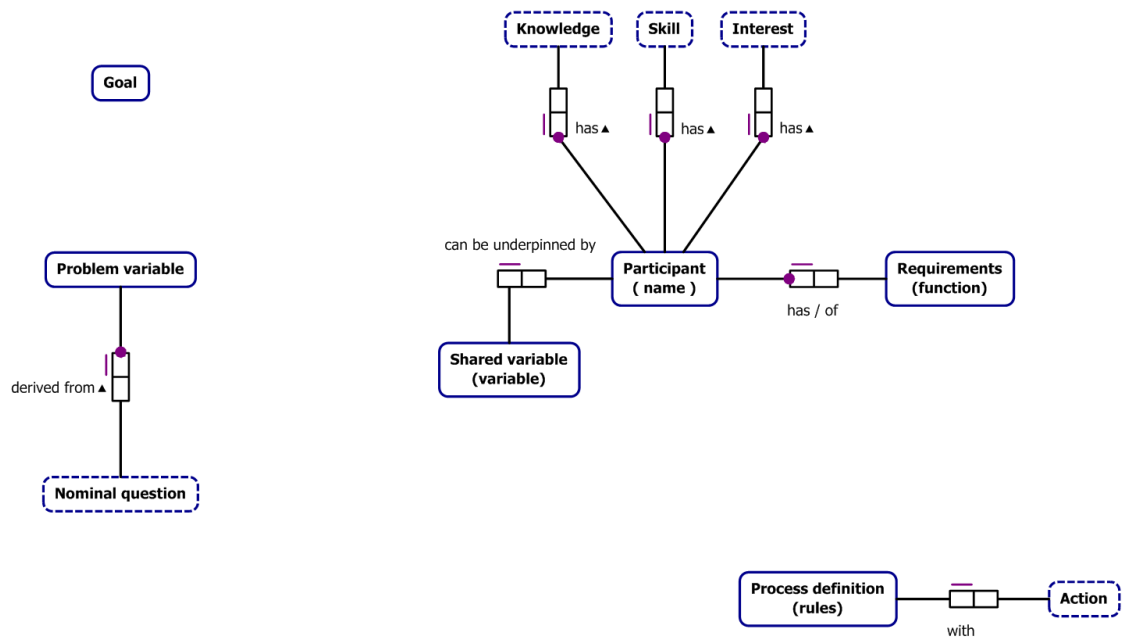 Knowledge
Skill
Interest
Goal
has ▲
has ▲
has ▲
can be underpinned by
Problem variable
Participant
( name )
Requirements
(function)
has / of
Shared variable
(variable)
derived from ▲
Nominal question
Process definition
(rules)
Action
with